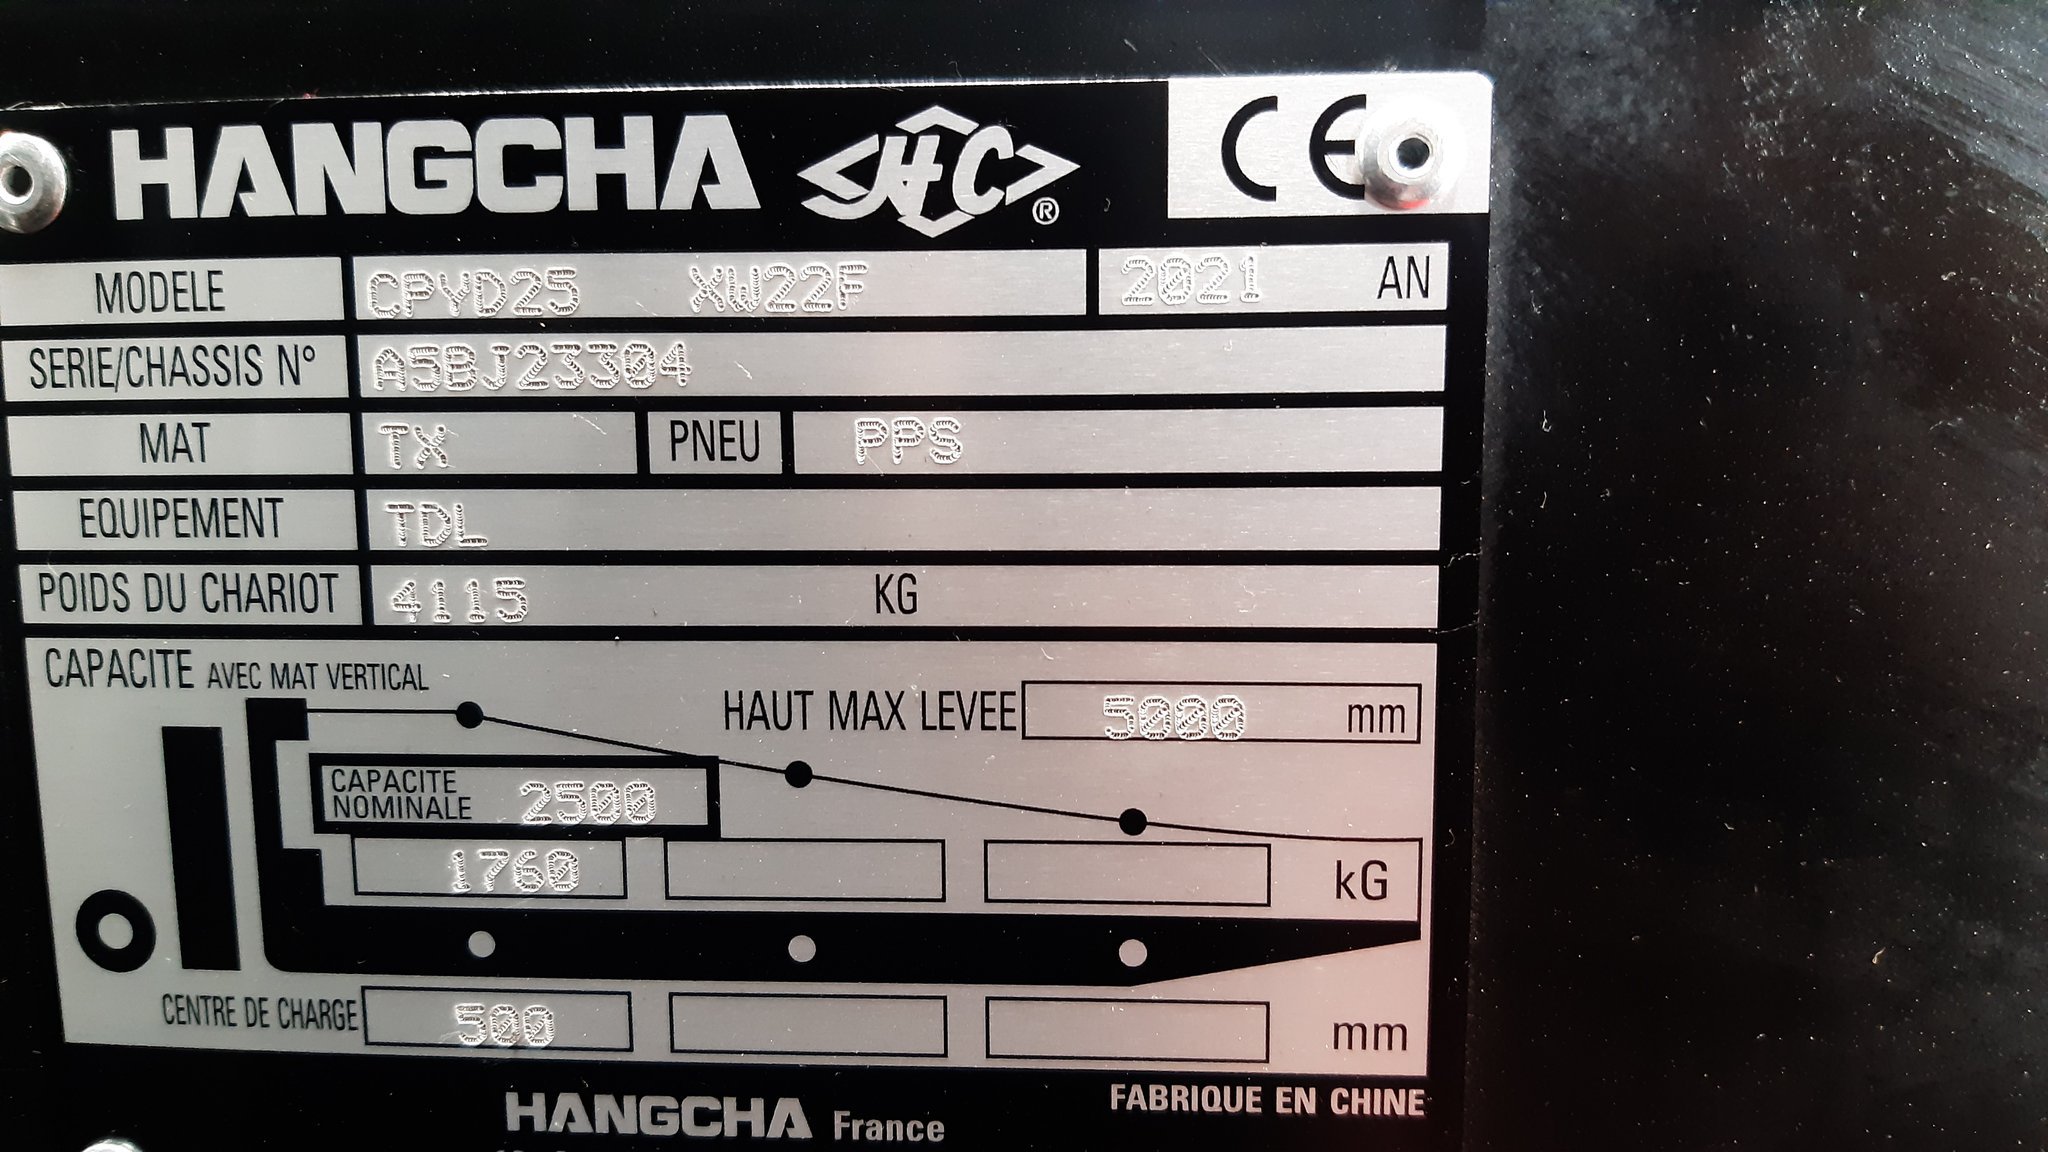 HANGCHA HC ® CE
MODELE CPYD25 XW22F 2021 AN
SERIE/CHASSIS N° A5BJ23304
MAT TX PNEU PPS
EQUIPEMENT TDL
POIDS DU CHARIOT 4115 KG
CAPACITE AVEC MAT VERTICAL
HAUT MAX LEVEE 5000 mm
CAPACITE
NOMINALE 2500
1760 kG
CENTRE DE CHARGE 500 mm
FABRIQUE EN CHINE
HANGCHA France